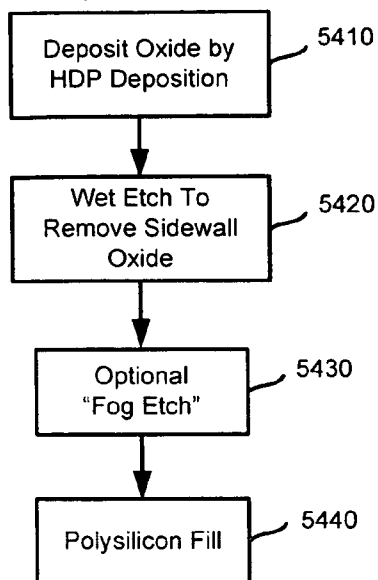 Deposit Oxide by
HDP Deposition
5410
Wet Etch To
Remove Sidewall
Oxide
5420
Optional
"Fog Etch"
5430
Polysilicon Fill
5440